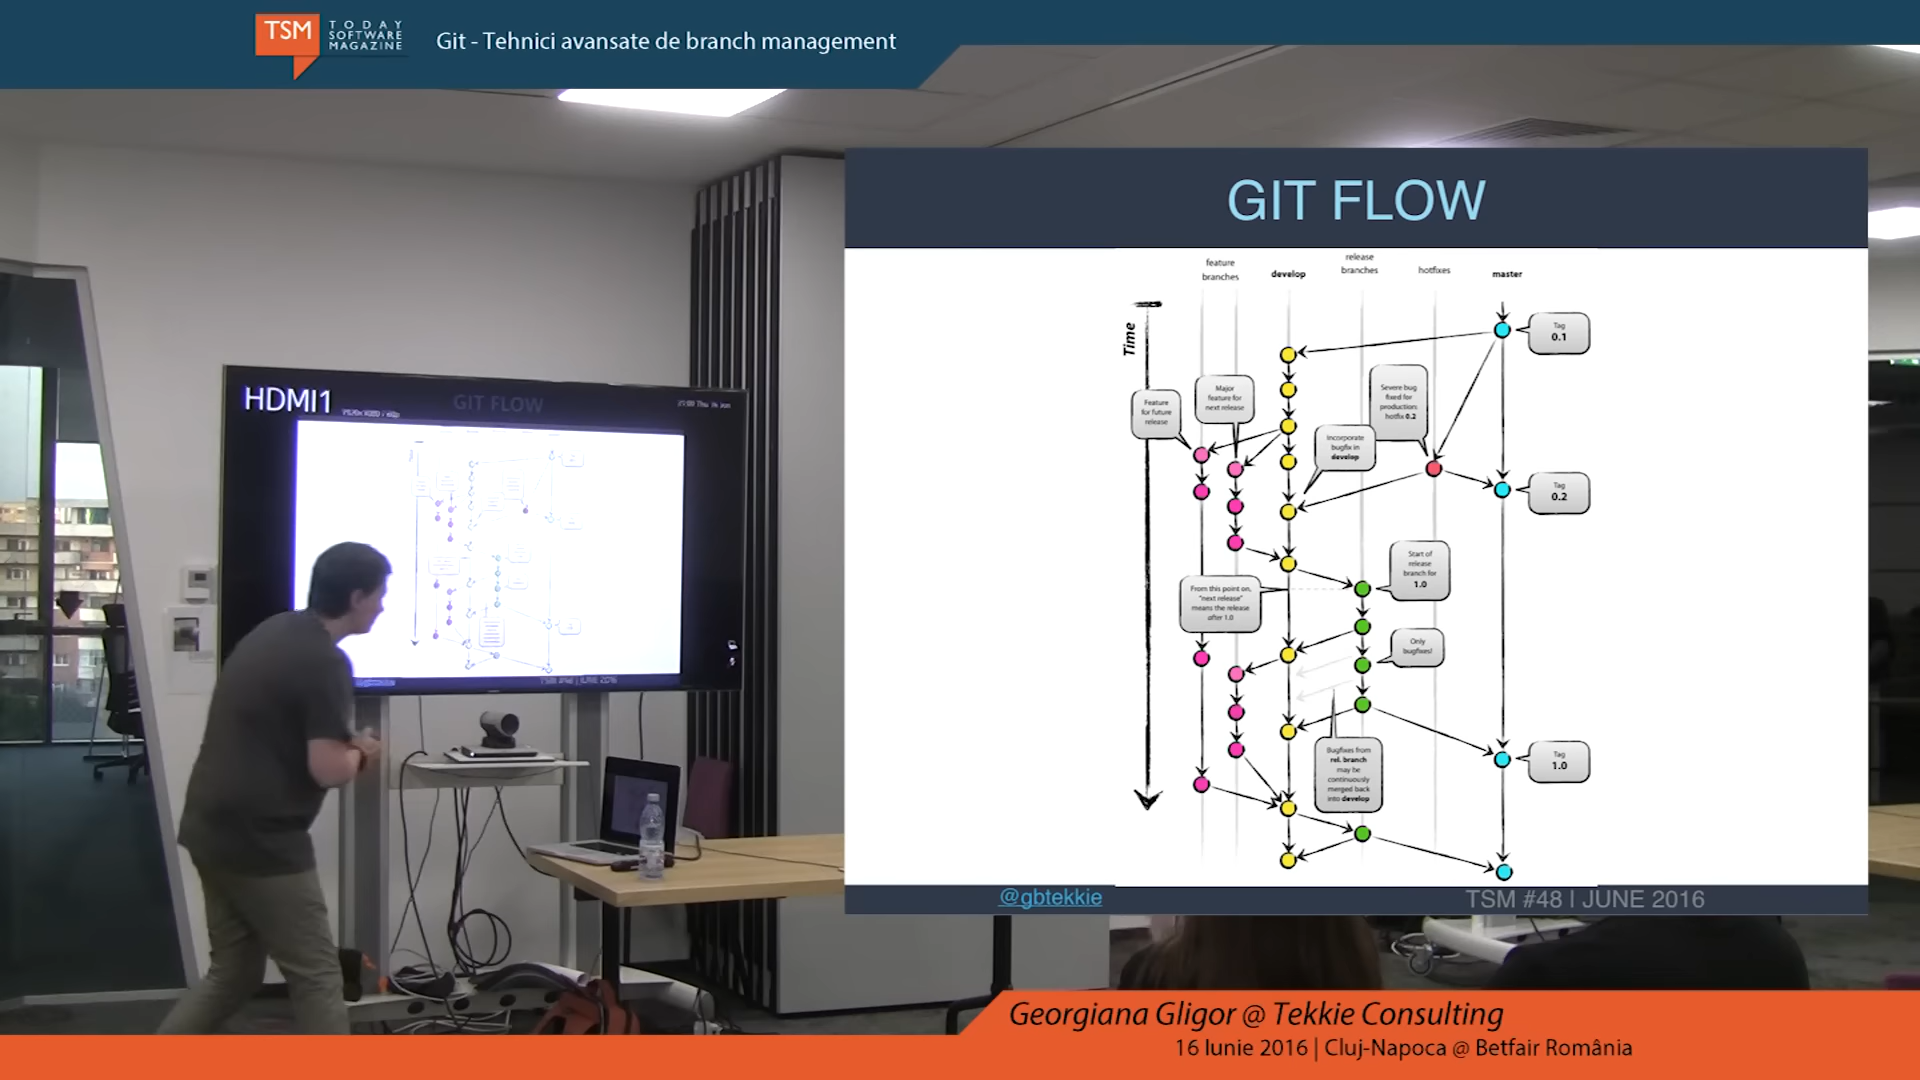 TSM
TODAY
SOFTWARE
MAGAZINE
Git - Tehnici avansate de branch management
HDMI1
GIT FLOW
TSM #48 | JUNE 2016
GIT FLOW
feature
branches
develop
release
branches
hotfixes
master
Time
Tag
0.1
Feature
for future
release
Major
feature for
next release
Severe bug
fixed for
production:
hotfix 0.2
Incorporate
bugfix in
develop
Tag
0.2
Start of
release
branch for
1.0
From this point on,
"next release"
means the release
after 1.0
Only
bugfixes!
Bugfixes from
rel. branch
may be
continuously
merged back
into develop
Tag
1.0
@gbtekkie
TSM #48 | JUNE 2016
Georgiana Gligor @ Tekkie Consulting
16 Iunie 2016 | Cluj-Napoca @ Betfair România